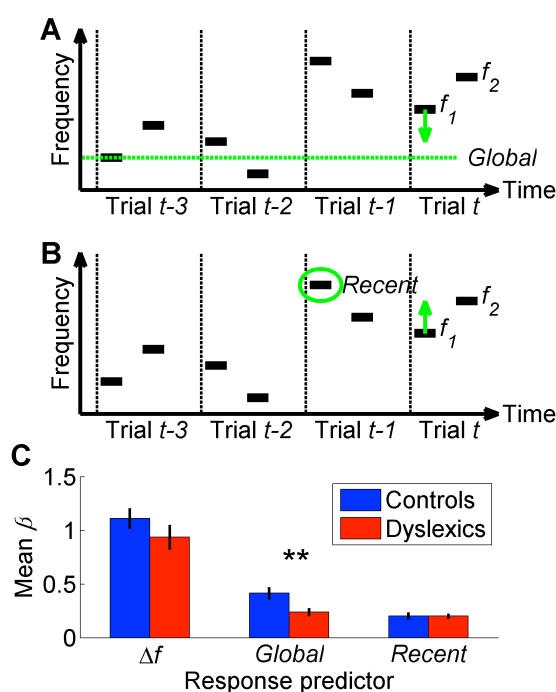 A
Frequency
f1
f2
Global
Time
Trial t-3 Trial t-2 Trial t-1 Trial t
B
Frequency
Recent
f1
f2
Time
Trial t-3 Trial t-2 Trial t-1 Trial t
C
Mean β
1.5
1
0.5
0
Controls
Dyslexics
**
Δf Global Recent
Response predictor